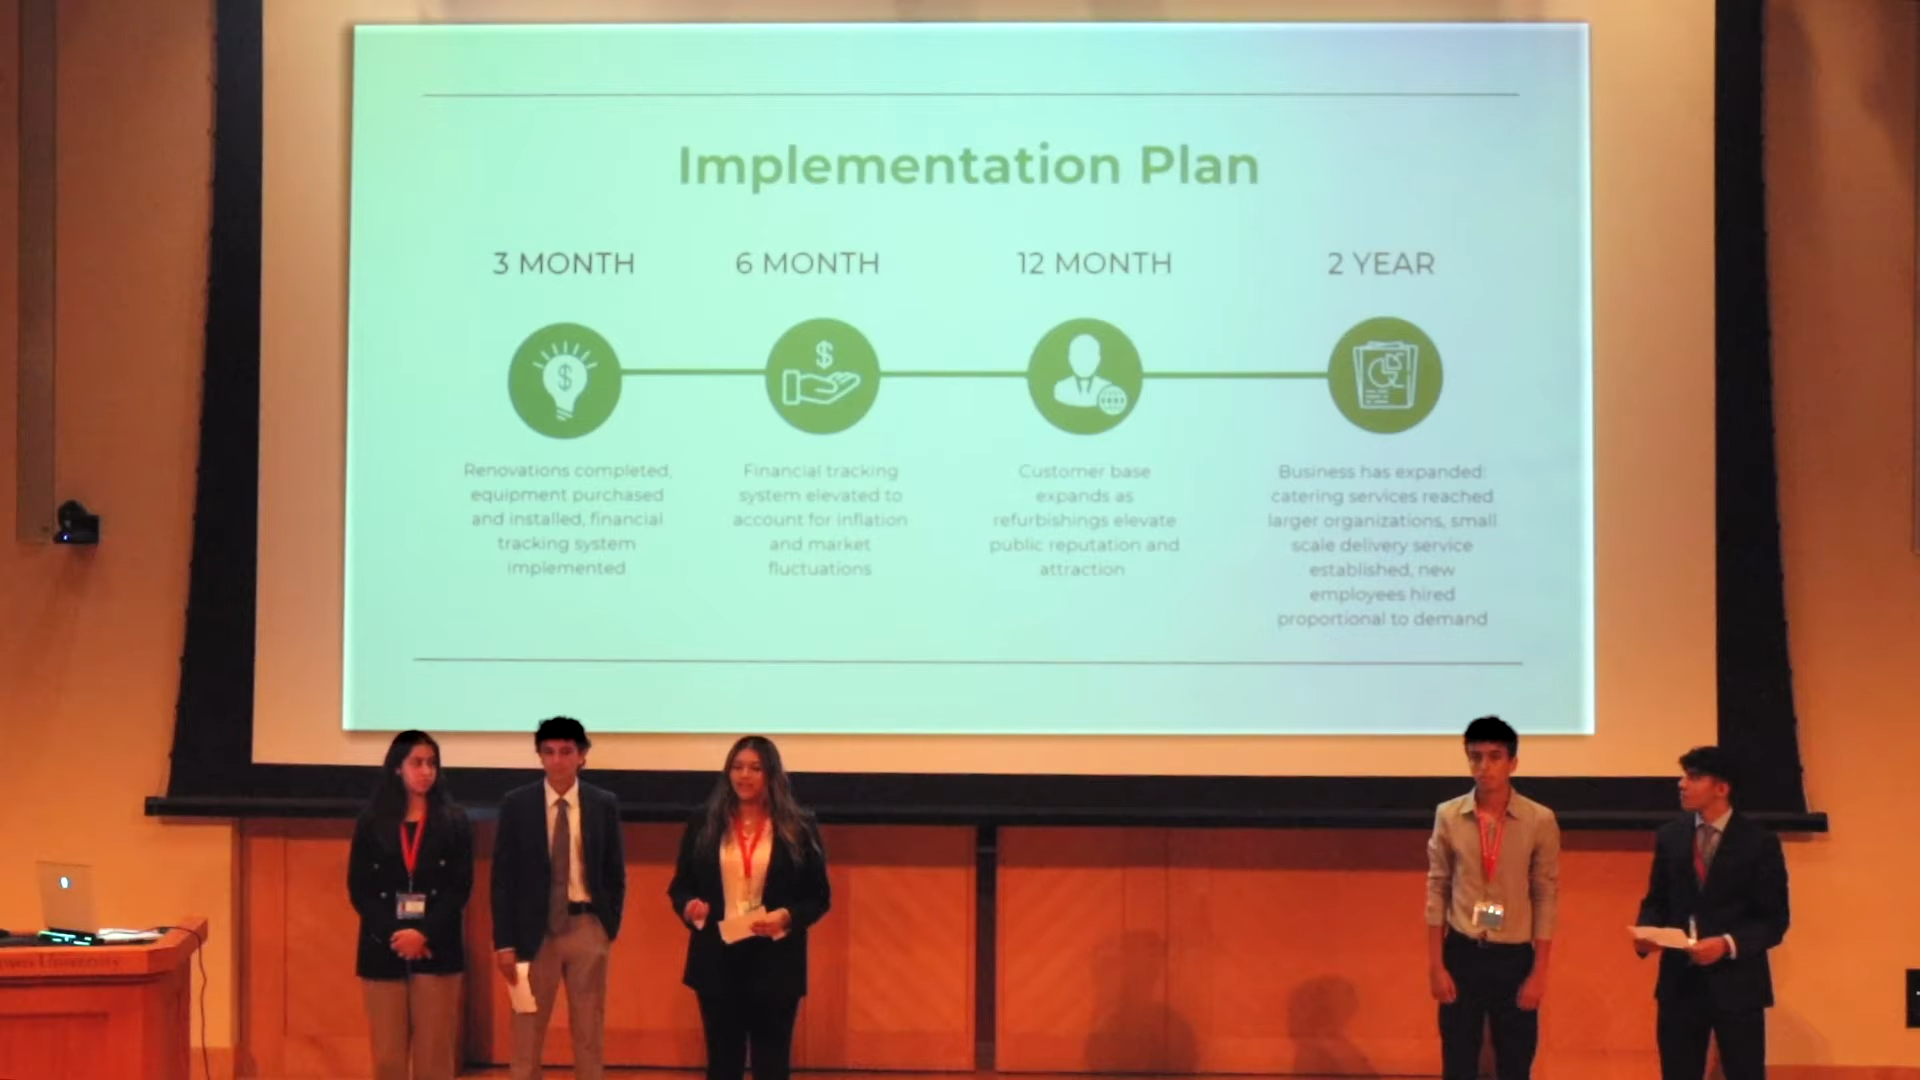 Implementation Plan
3 MONTH
6 MONTH
12 MONTH
2 YEAR
Renovations completed,
equipment purchased
and installed, financial
tracking system
implemented
Financial tracking
system elevated to
account for inflation
and market
fluctuations
Customer base
expands as
refurbishings elevate
public reputation and
attraction
Business has expanded:
catering services reached
larger organizations, small
scale delivery service
established, new
employees hired
proportional to demand
University